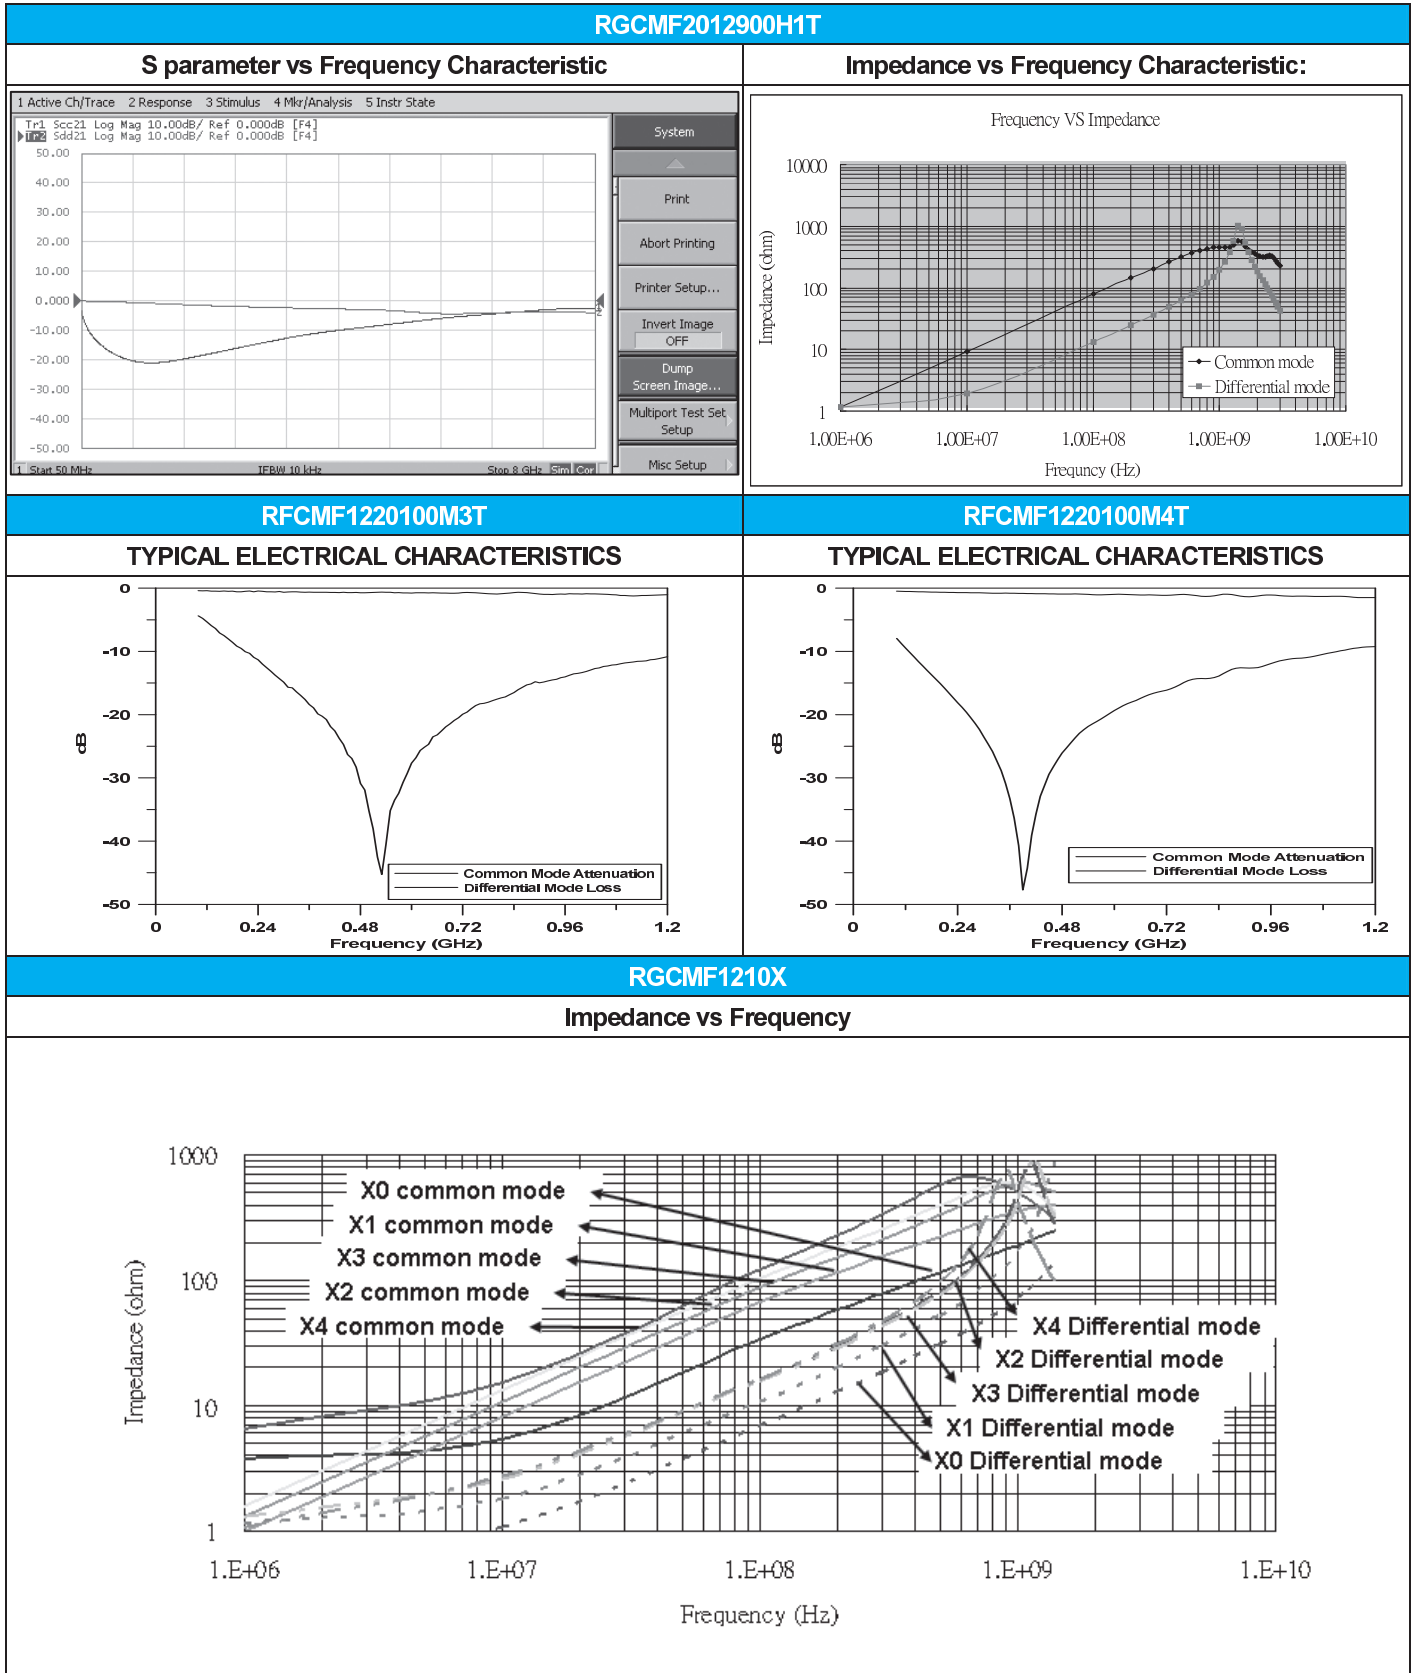 RGCMF2012900H1T
S parameter vs Frequency Characteristic
Impedance vs Frequency Characteristic:
1 Active Ch/Trace 2 Response 3 Stimulus 4 Mkr/Analysis 5 Instr State
Tr1 Scc21 Log Mag 10.00dB/ Ref 0.000dB [F4]
Tr2 Sdd21 Log Mag 10.00dB/ Ref 0.000dB [F4]
50.00
40.00
30.00
20.00
10.00
0.000
-10.00
-20.00
-30.00
-40.00
-50.00
1 Start 50 MHz IFBW 10 kHz Stop 8 GHz Sim Cor
System
Print
Abort Printing
Printer Setup...
Invert Image
OFF
Dump
Screen Image...
Multiport Test Set
Setup
Misc Setup
Frequency VS Impedance
Impedance (ohm)
10000
1000
100
10
1
Common mode
Differential mode
1.00E+06 1.00E+07 1.00E+08 1.00E+09 1.00E+10
Frequncy (Hz)
RFCMF1220100M3T
RFCMF1220100M4T
TYPICAL ELECTRICAL CHARACTERISTICS
TYPICAL ELECTRICAL CHARACTERISTICS
0
-10
-20
dB
-30
-40
-50
Common Mode Attenuation
Differential Mode Loss
0 0.24 0.48 0.72 0.96 1.2
Frequency (GHz)
0
-10
-20
dB
-30
-40
-50
Common Mode Attenuation
Differential Mode Loss
0 0.24 0.48 0.72 0.96 1.2
Frequency (GHz)
RGCMF1210X
Impedance vs Frequency
Impedance (ohm)
1000
100
10
1
X0 common mode
X1 common mode
X3 common mode
X2 common mode
X4 common mode
X4 Differential mode
X2 Differential mode
X3 Differential mode
X1 Differential mode
X0 Differential mode
1.E+06 1.E+07 1.E+08 1.E+09 1.E+10
Frequency (Hz)